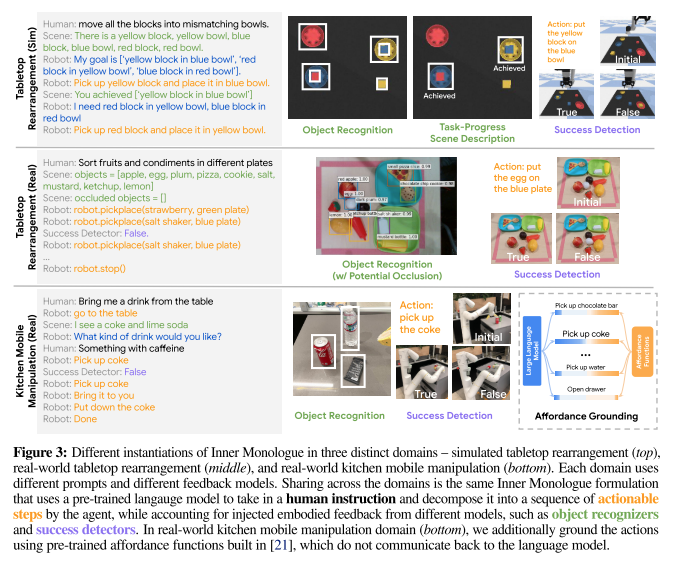 Tabletop
Rearrangement (Sim)
Human: move all the blocks into mismatching bowls.
Scene: There is a yellow block, yellow bowl, blue
block, blue bowl, red block, red bowl.
Robot: My goal is ['yellow block in blue bowl', 'red
block in yellow bowl', 'blue block in red bowl'].
Robot: Pick up yellow block and place it in blue bowl.
Scene: You achieved ['yellow block in blue bowl']
Robot: I need red block in yellow bowl, blue block in
red bowl
Robot: Pick up red block and place it in yellow bowl.
Object Recognition
Achieved
Achieved
Task-Progress
Scene Description
Action: put
the yellow
block on
the blue
bowl
Initial
True
False
Success Detection
Tabletop
Rearrangement (Real)
Human: Sort fruits and condiments in different plates
Scene: objects = [apple, egg, plum, pizza, cookie, salt,
mustard, ketchup, lemon]
Scene: occluded objects = []
Robot: robot.pickplace(strawberry, green plate)
Robot: robot.pickplace(salt shaker, blue plate)
Success Detector: False.
Robot: robot.pickplace(salt shaker, blue plate)
...
Robot: robot.stop()
small pizza slice: 0.99
red apple: 1.00
chocolate chip cookie: 0.98
egg: 1.00
mustard bottle: 1.00
Object Recognition
(w/ Potential Occlusion)
Action: put
the egg on
the blue plate
Initial
True
False
Success Detection
Kitchen Mobile
Manipulation (Real)
Human: Bring me a drink from the table
Robot: go to the table
Scene: I see a coke and lime soda
Robot: What kind of drink would you like?
Human: Something with caffeine
Robot: Pick up coke
Success Detector: False
Robot: Pick up coke
Robot: Bring it to you
Robot: Put down the coke
Robot: Done
Object Recognition
Action:
pick up
the coke
Initial
True
False
Success Detection
Large Language
Model
Pick up chocolate bar
Pick up coke
...
Pick up water
Open drawer
Affordance
Functions
Affordance Grounding
Figure 3: Different instantiations of Inner Monologue in three distinct domains – simulated tabletop rearrangement (top),
real-world tabletop rearrangement (middle), and real-world kitchen mobile manipulation (bottom). Each domain uses
different prompts and different feedback models. Sharing across the domains is the same Inner Monologue formulation
that uses a pre-trained langauge model to take in a human instruction and decompose it into a sequence of actionable
steps by the agent, while accounting for injected embodied feedback from different models, such as object recognizers
and success detectors. In real-world kitchen mobile manipulation domain (bottom), we additionally ground the actions
using pre-trained affordance functions built in [21], which do not communicate back to the language model.